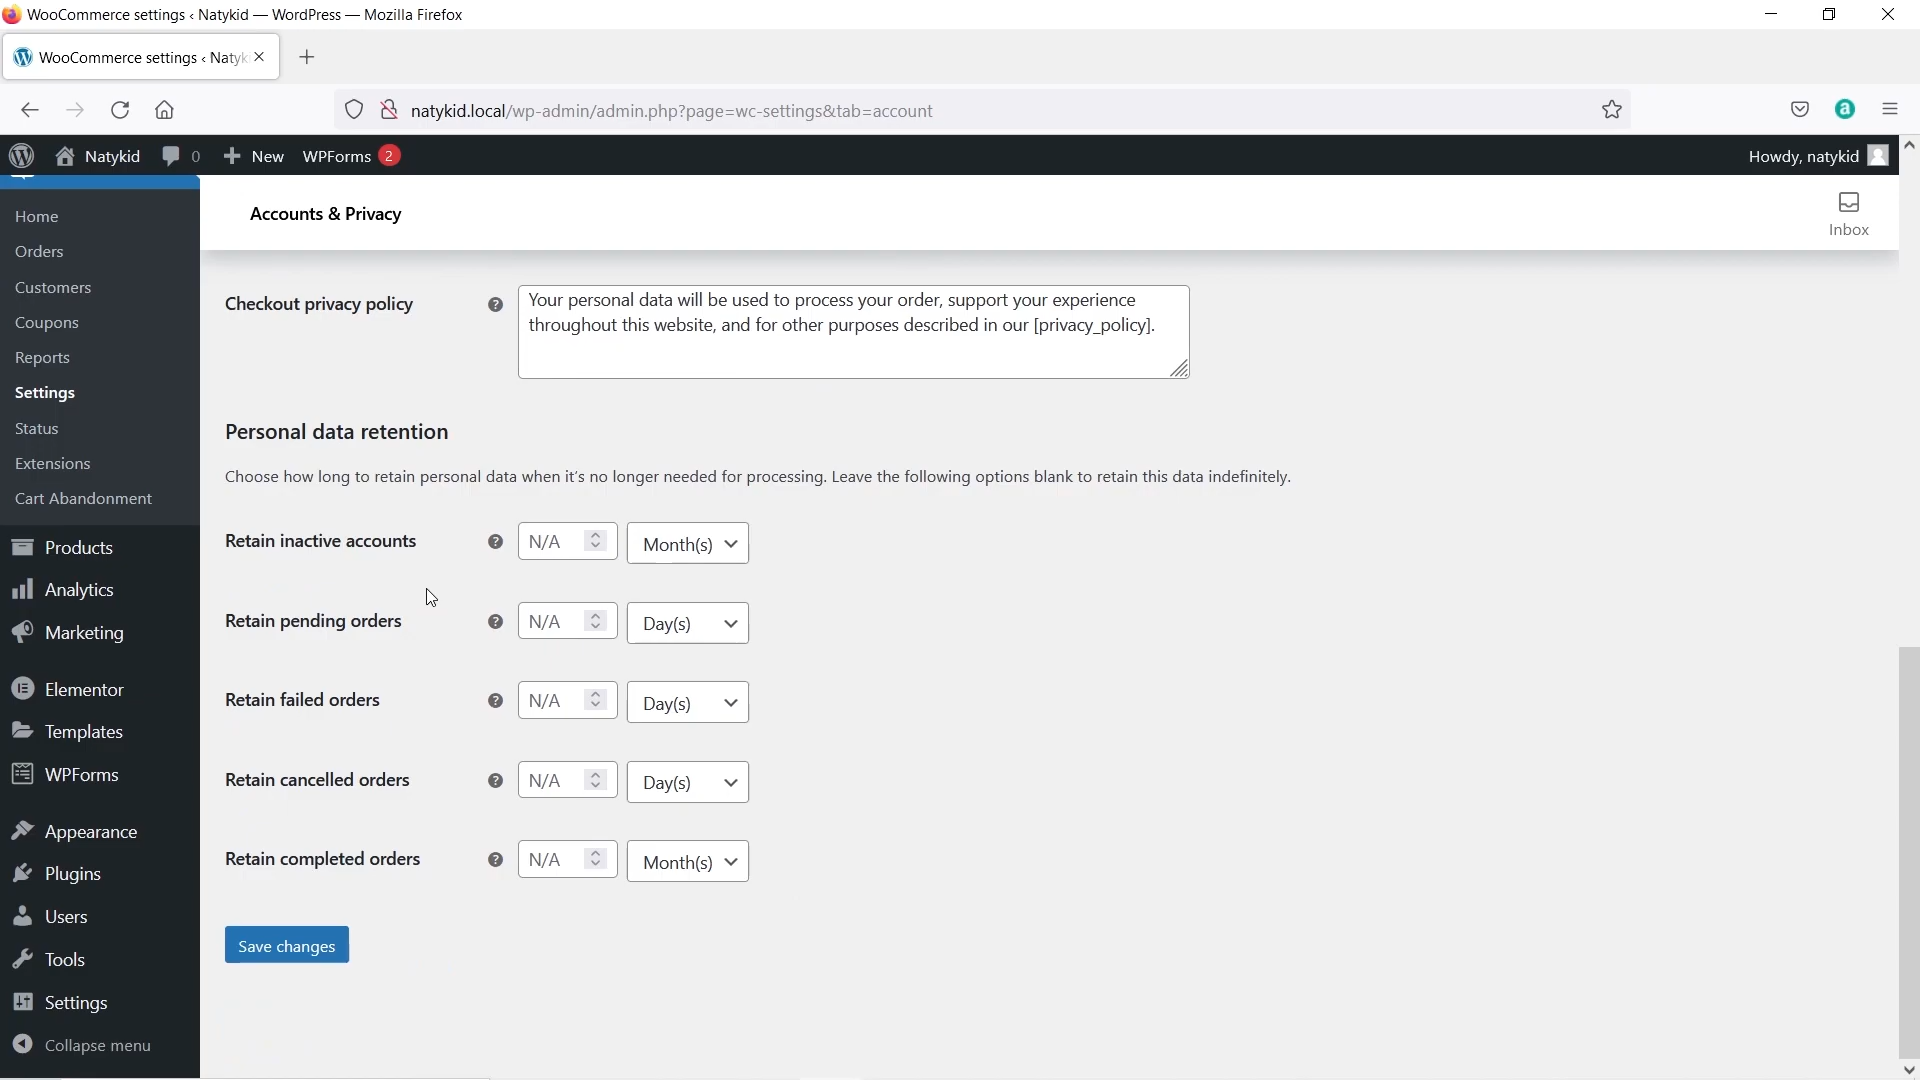 WooCommerce settings ‹ Natykid — WordPress — Mozilla Firefox
WooCommerce settings ‹ Natyk
natykid.local/wp-admin/admin.php?page=wc-settings&tab=account
Natykid
0
New
WPForms
2
Howdy, natykid
Home
Orders
Customers
Coupons
Reports
Settings
Status
Extensions
Cart Abandonment
Products
Analytics
Marketing
Elementor
Templates
WPForms
Appearance
Plugins
Users
Tools
Settings
Collapse menu
Accounts & Privacy
Inbox
Checkout privacy policy
Your personal data will be used to process your order, support your experience
throughout this website, and for other purposes described in our [privacy_policy].
Personal data retention
Choose how long to retain personal data when it's no longer needed for processing. Leave the following options blank to retain this data indefinitely.
Retain inactive accounts
N/A
Month(s)
Retain pending orders
N/A
Day(s)
Retain failed orders
N/A
Day(s)
Retain cancelled orders
N/A
Day(s)
Retain completed orders
N/A
Month(s)
Save changes